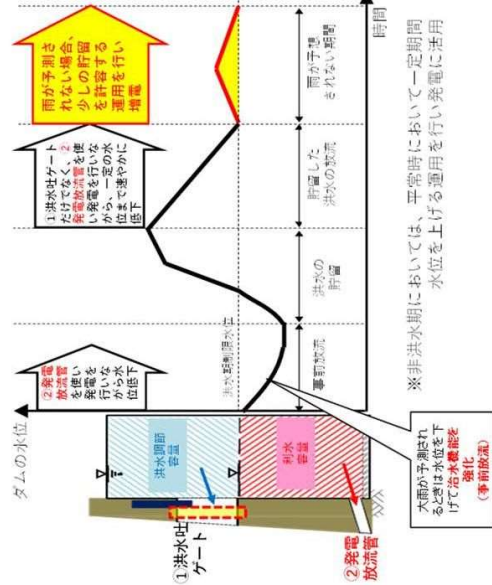 ダムの水位
②発電
放流管
を使い
発電を
行いな
がら水
位低下
①洪水吐ゲート
だけでなく、②
発電放流管を使
い発電を行いな
がら、一定の水
位まで速やかに
低下
雨が予測さ
れない場合、
少しの貯留
を許容する
運用を行い
増電
洪水調節
容量
利水
容量
①洪水吐
ゲート
②発電
放流管
洪水期制限水位
事前放流
洪水の
貯留
貯留した
洪水の放流
雨が予想
されない期間
時間
大雨が予測され
るときは水位を下
げて治水機能を
強化
(事前放流)
※非洪水期においては、平常時において一定期間
水位を上げる運用を行い発電に活用